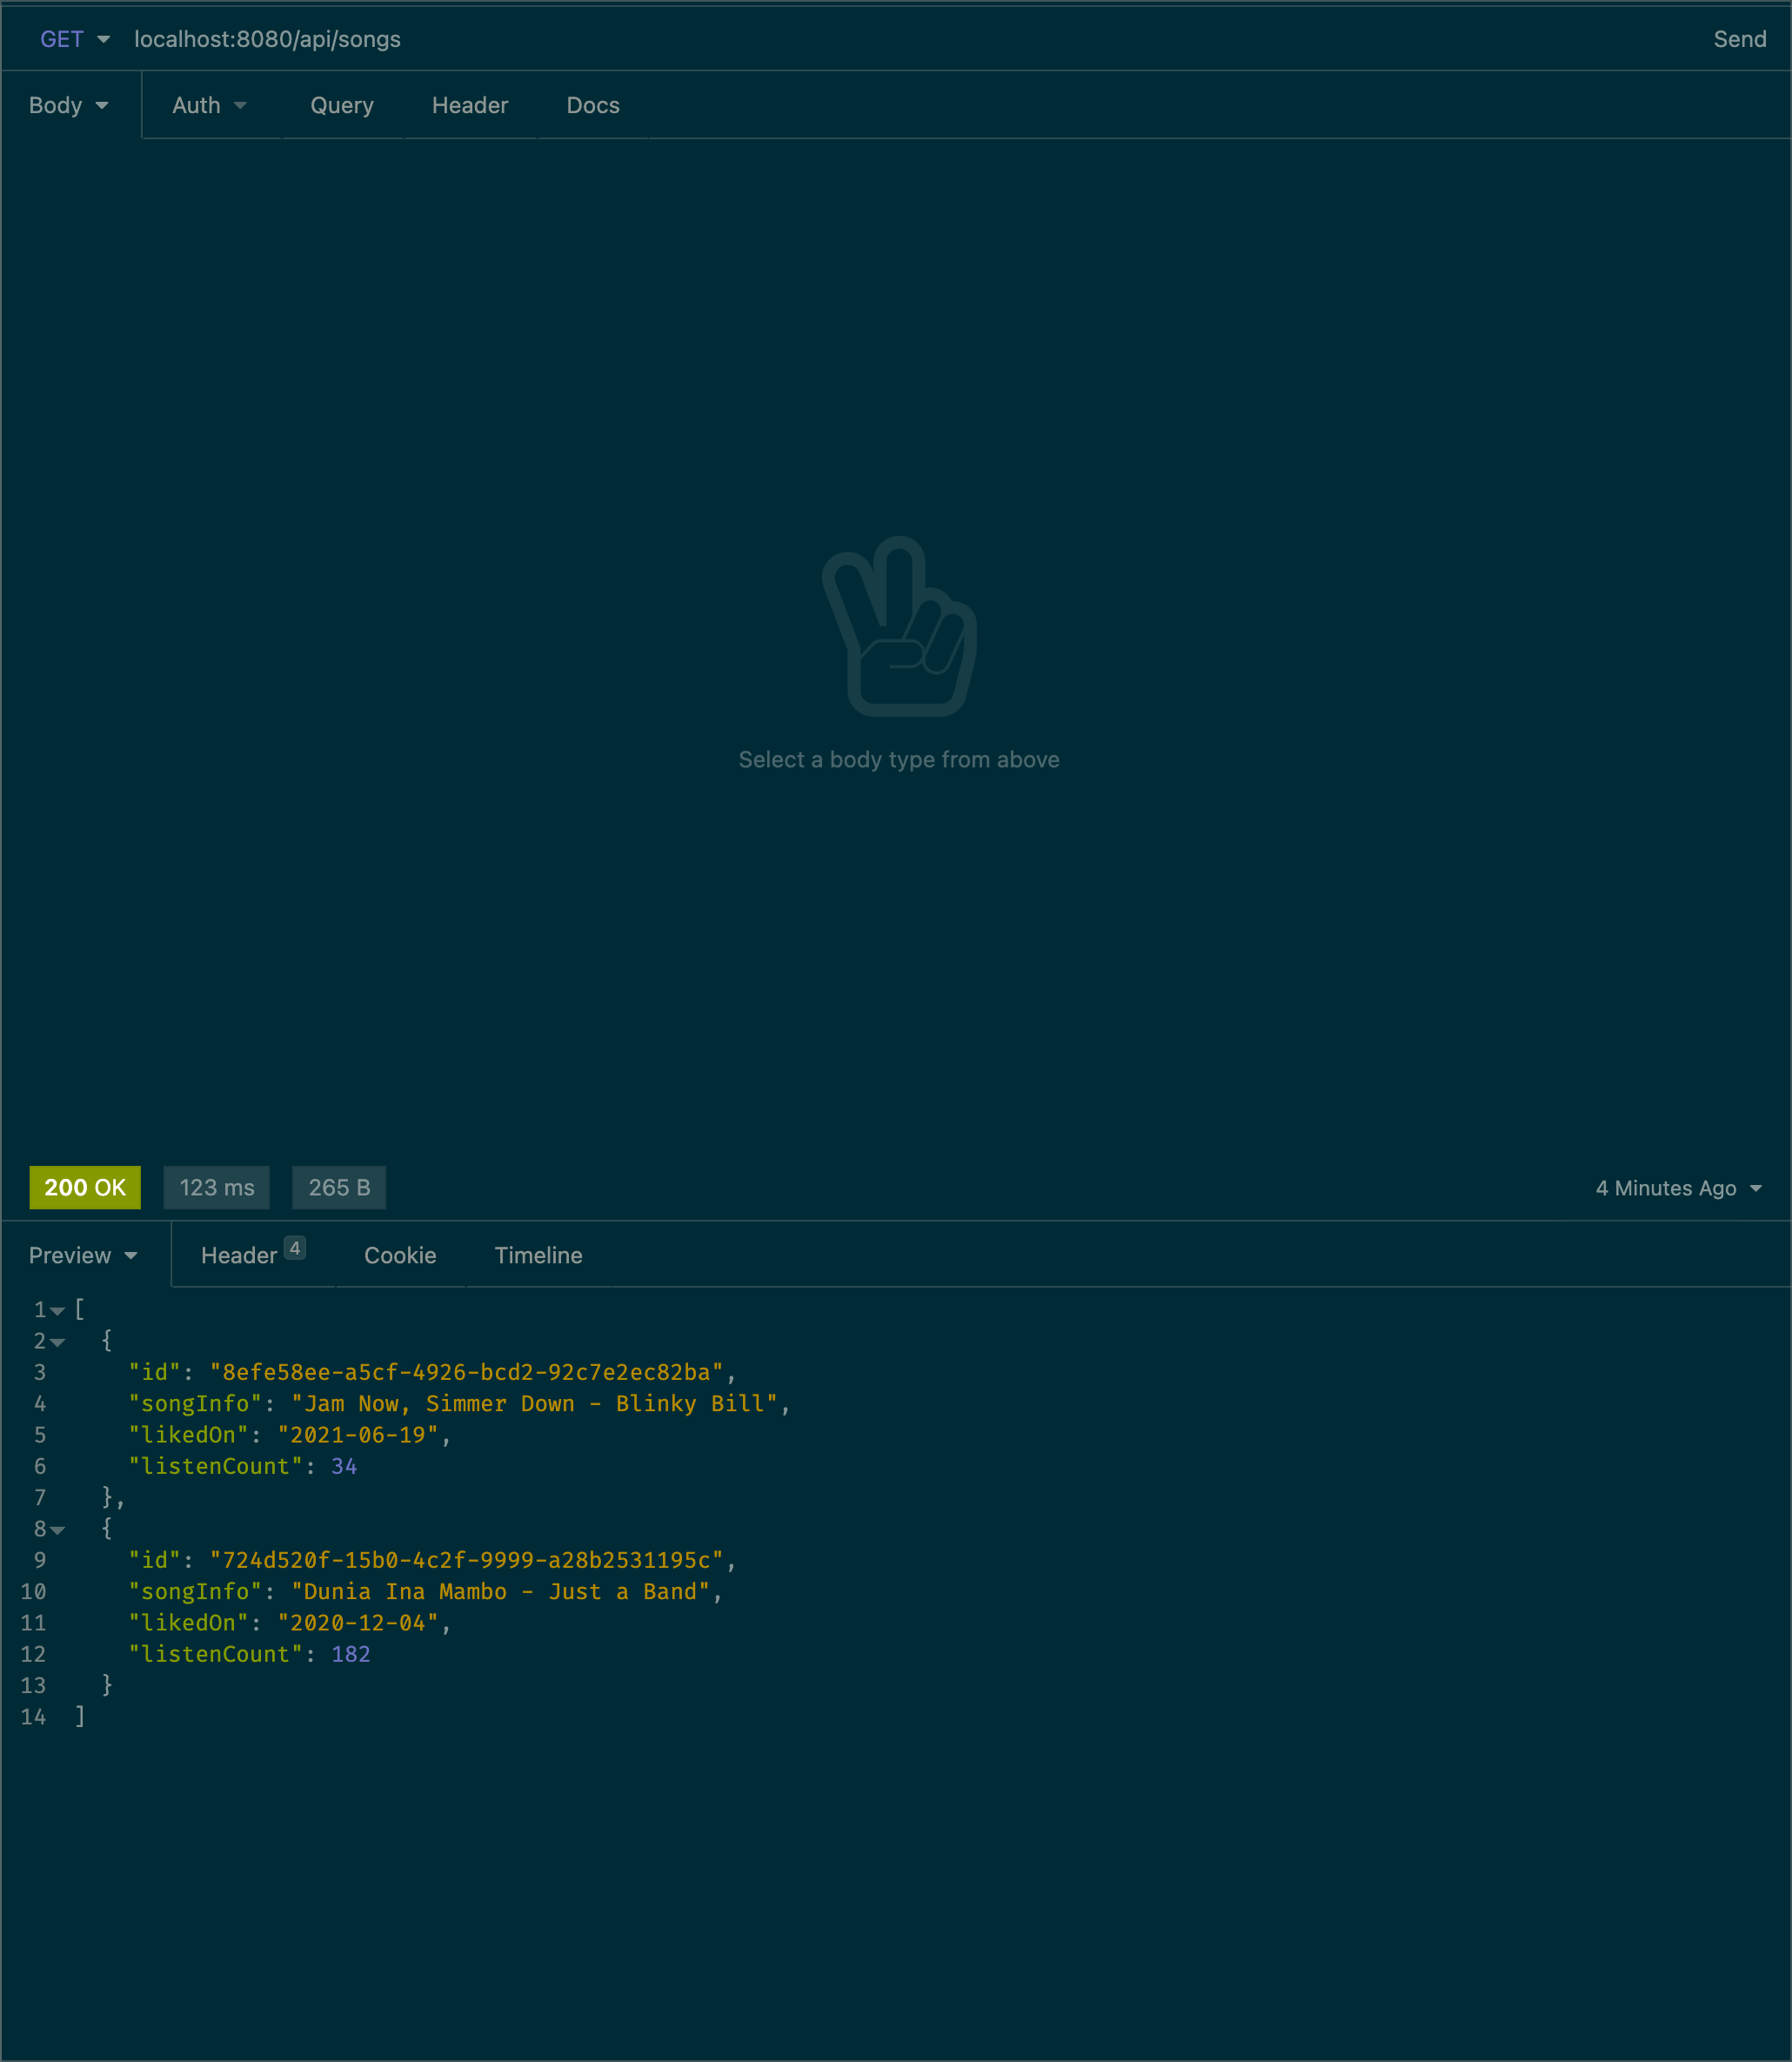 GET localhost:8080/api/songs Send
Body Auth Query Header Docs
Select a body type from above
200 OK 123 ms 265 B 4 Minutes Ago
Preview Header 4 Cookie Timeline
1 [
2 {
3 "id": "8efe58ee-a5cf-4926-bcd2-92c7e2ec82ba",
4 "songInfo": "Jam Now, Simmer Down - Blinky Bill",
5 "likedOn": "2021-06-19",
6 "listenCount": 34
7 },
8 {
9 "id": "724d520f-15b0-4c2f-9999-a28b2531195c",
10 "songInfo": "Dunia Ina Mambo - Just a Band",
11 "likedOn": "2020-12-04",
12 "listenCount": 182
13 }
14 ]